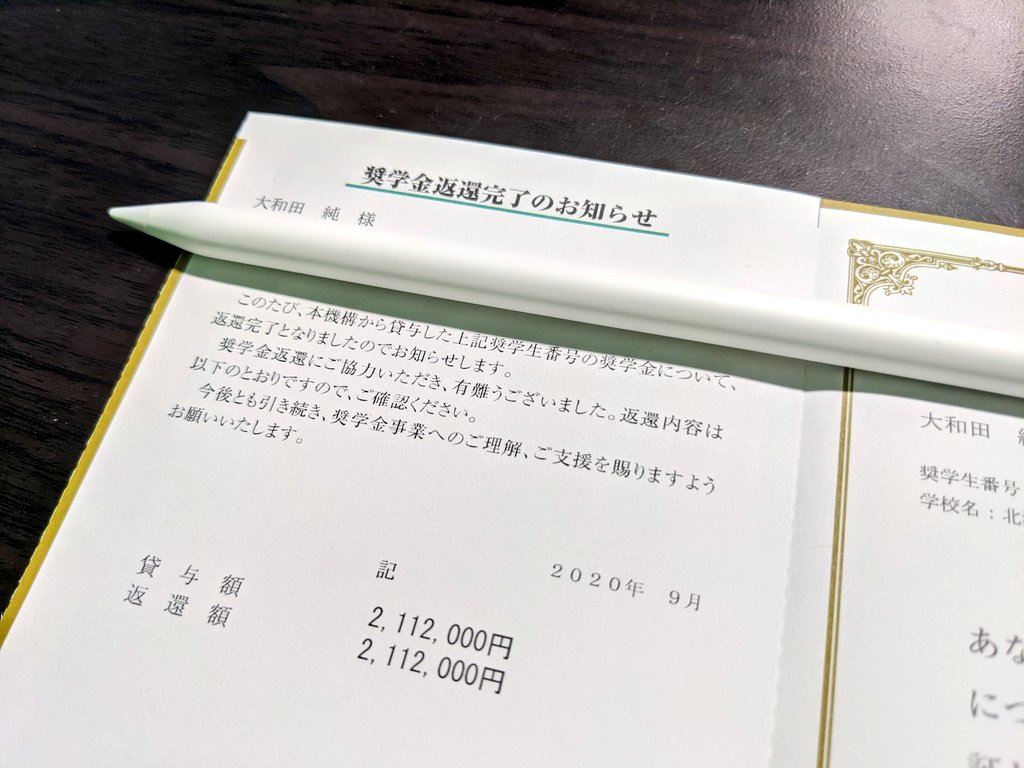 奨学金返還完了のお知らせ
大和田 純 様
このたび、本機構から貸与した上記奨学生番号の奨学金について、
返還完了となりましたのでお知らせします。
奨学金返還にご協力いただき、有難うございました。返還内容は
以下のとおりですので、ご確認ください。
今後とも引き続き、奨学金事業へのご理解、ご支援を賜りますよう
お願いいたします。
記
2020年 9月
貸与額 2,112,000円
返還額 2,112,000円
大和田
奨学生番号
学校名：北
あな
につ